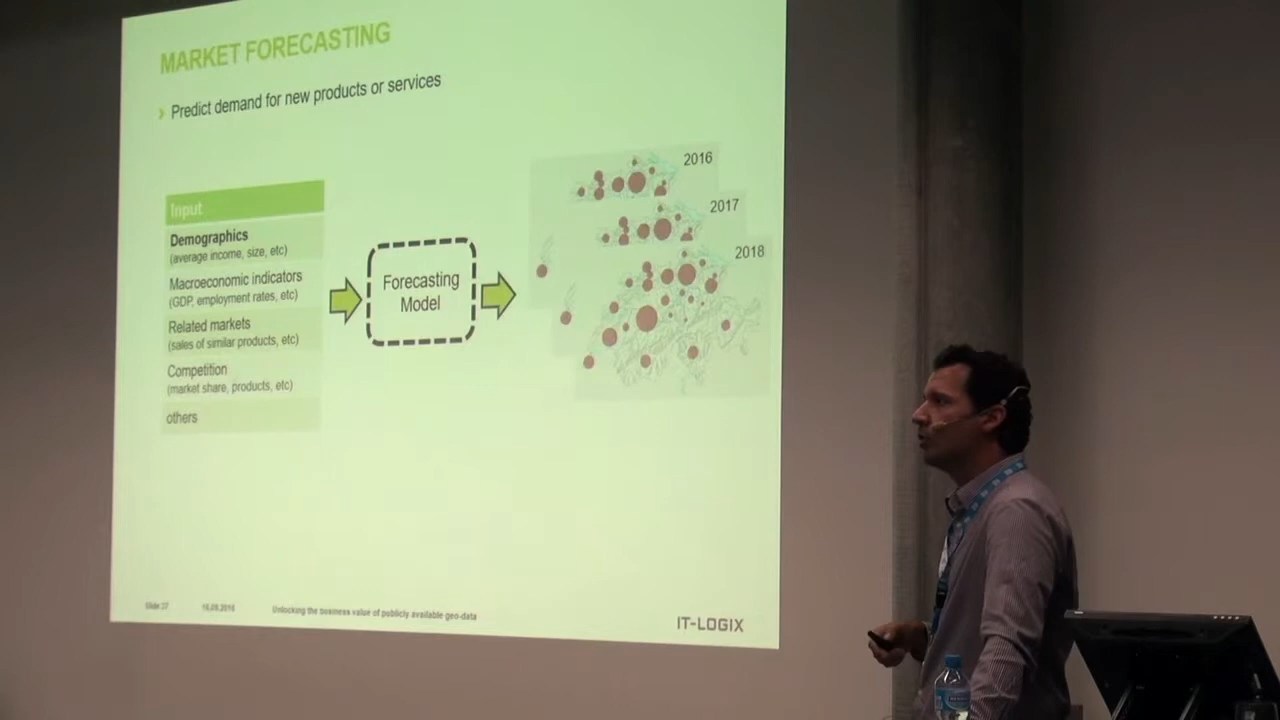 MARKET FORECASTING
› Predict demand for new products or services
Input
Demographics
(average income, size, etc)
Macroeconomic indicators
(GDP, employment rates, etc)
Related markets
(sales of similar products, etc)
Competition
(market share, products, etc)
others
Forecasting
Model
2016
2017
2018
Slide 37
Unlocking the business value of publicly available geo-data
IT-LOGIX